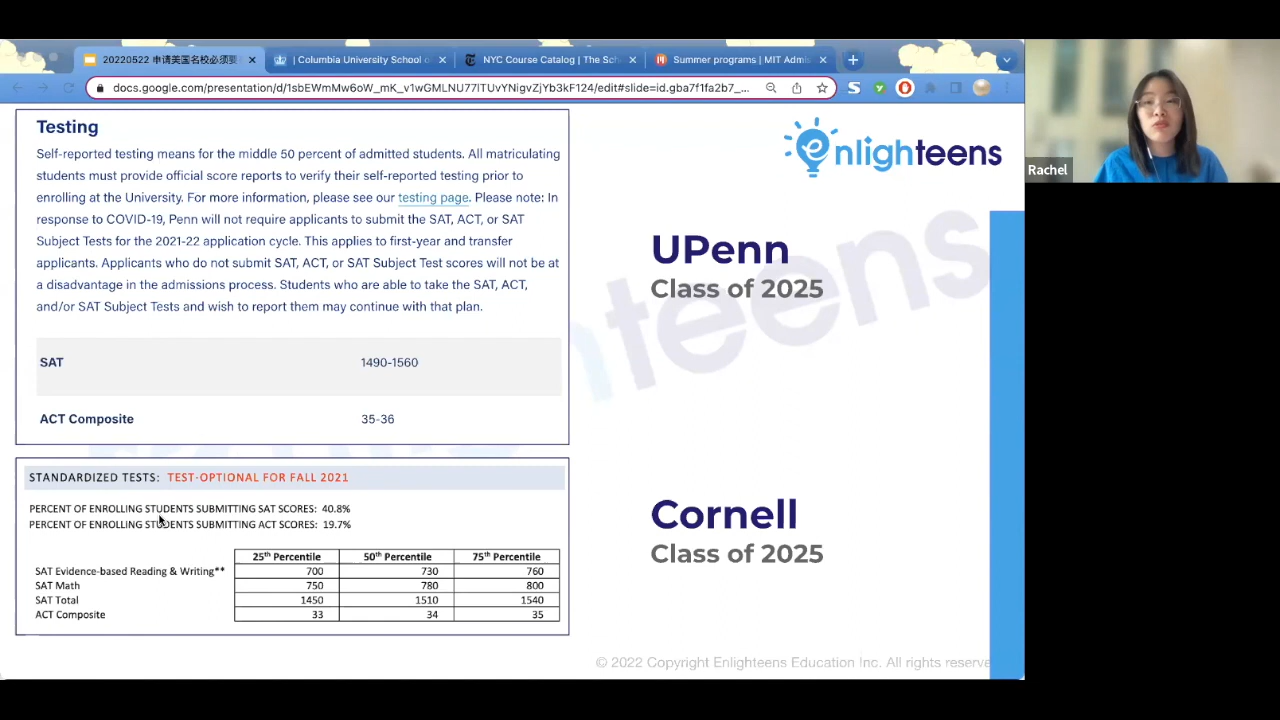 20220522 申请美国名校必须要
| Columbia University School o
NYC Course Catalog | The Sch
Summer programs | MIT Admis
docs.google.com/presentation/d/1sbEWmMw6oW_mK_v1wGMLNU77lTUvYNigvZjYb3kF124/edit#slide=id.gba7f1fa2b7_...
Testing
Self-reported testing means for the middle 50 percent of admitted students. All matriculating
students must provide official score reports to verify their self-reported testing prior to
enrolling at the University. For more information, please see our testing page. Please note: In
response to COVID-19, Penn will not require applicants to submit the SAT, ACT, or SAT
Subject Tests for the 2021-22 application cycle. This applies to first-year and transfer
applicants. Applicants who do not submit SAT, ACT, or SAT Subject Test scores will not be at
a disadvantage in the admissions process. Students who are able to take the SAT, ACT,
and/or SAT Subject Tests and wish to report them may continue with that plan.
SAT 1490-1560
ACT Composite 35-36
enlighteens
UPenn
Class of 2025
STANDARDIZED TESTS: TEST-OPTIONAL FOR FALL 2021
PERCENT OF ENROLLING STUDENTS SUBMITTING SAT SCORES: 40.8%
PERCENT OF ENROLLING STUDENTS SUBMITTING ACT SCORES: 19.7%
25th Percentile 50th Percentile 75th Percentile
SAT Evidence-based Reading & Writing** 700 730 760
SAT Math 750 780 800
SAT Total 1450 1510 1540
ACT Composite 33 34 35
Cornell
Class of 2025
© 2022 Copyright Enlighteens Education Inc. All rights reserve
Rachel